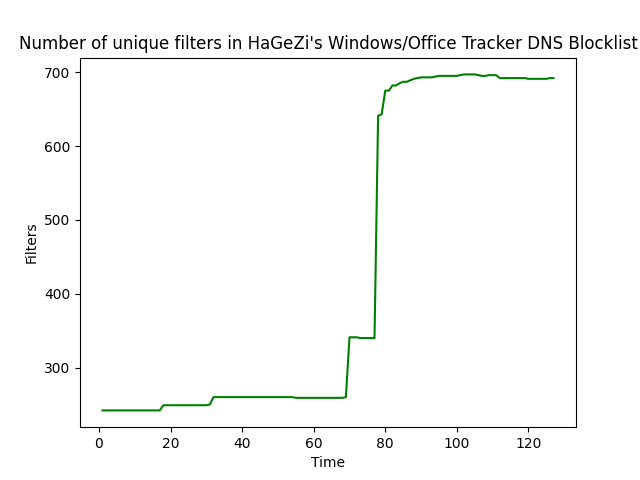 Number of unique filters in HaGeZi's Windows/Office Tracker DNS Blocklist
700
600
500
400
300
Filters
0 20 40 60 80 100 120
Time